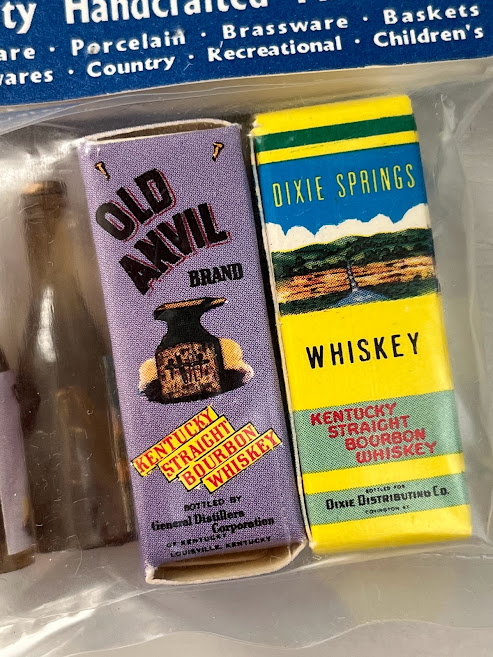 ty Handcrafted
are · Porcelain · Brassware · Baskets
wares · Country · Recreational · Children's
OLD
ANVIL
BRAND
KENTUCKY
STRAIGHT
BOURBON
WHISKEY
BOTTLED BY
General Distillers
Corporation
OF KENTUCKY
LOUISVILLE, KENTUCKY
DIXIE SPRINGS
WHISKEY
KENTUCKY
STRAIGHT
BOURBON
WHISKEY
BOTTLED FOR
DIXIE DISTRIBUTING CO.
COVINGTON KY.